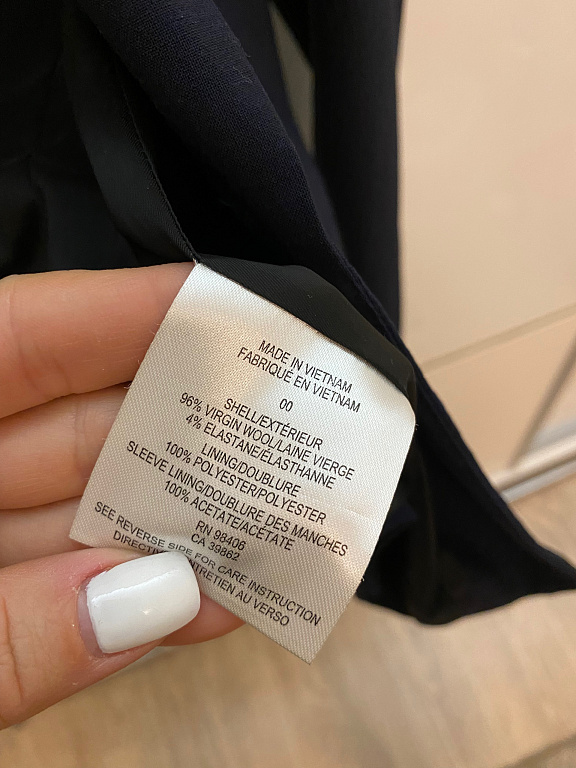 MADE IN VIETNAM
FABRIQUÉ EN VIETNAM
00
SHELL/EXTÉRIEUR
96% VIRGIN WOOL/LAINE VIERGE
4% ELASTANE/ÉLASTHANNE
LINING/DOUBLURE
100% POLYESTER/POLYESTER
SLEEVE LINING/DOUBLURE DES MANCHES
100% ACETATE/ACÉTATE
RN 98406
CA 39862
SEE REVERSE SIDE FOR CARE INSTRUCTION
ENTRETIEN AU VERSO